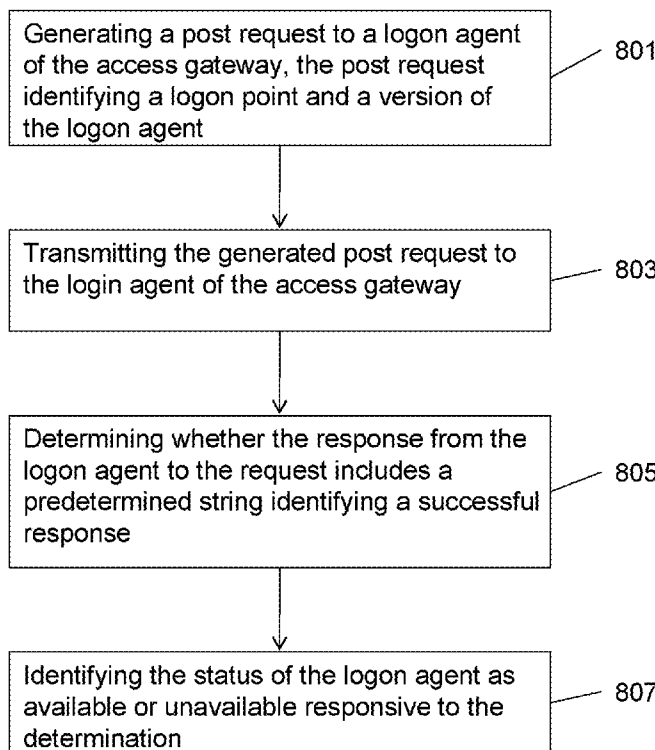 Generating a post request to a logon agent
of the access gateway, the post request
identifying a logon point and a version of
the logon agent
801
Transmitting the generated post request to
the login agent of the access gateway
803
Determining whether the response from the
logon agent to the request includes a
predetermined string identifying a successful
response
805
Identifying the status of the logon agent as
available or unavailable responsive to the
determination
807